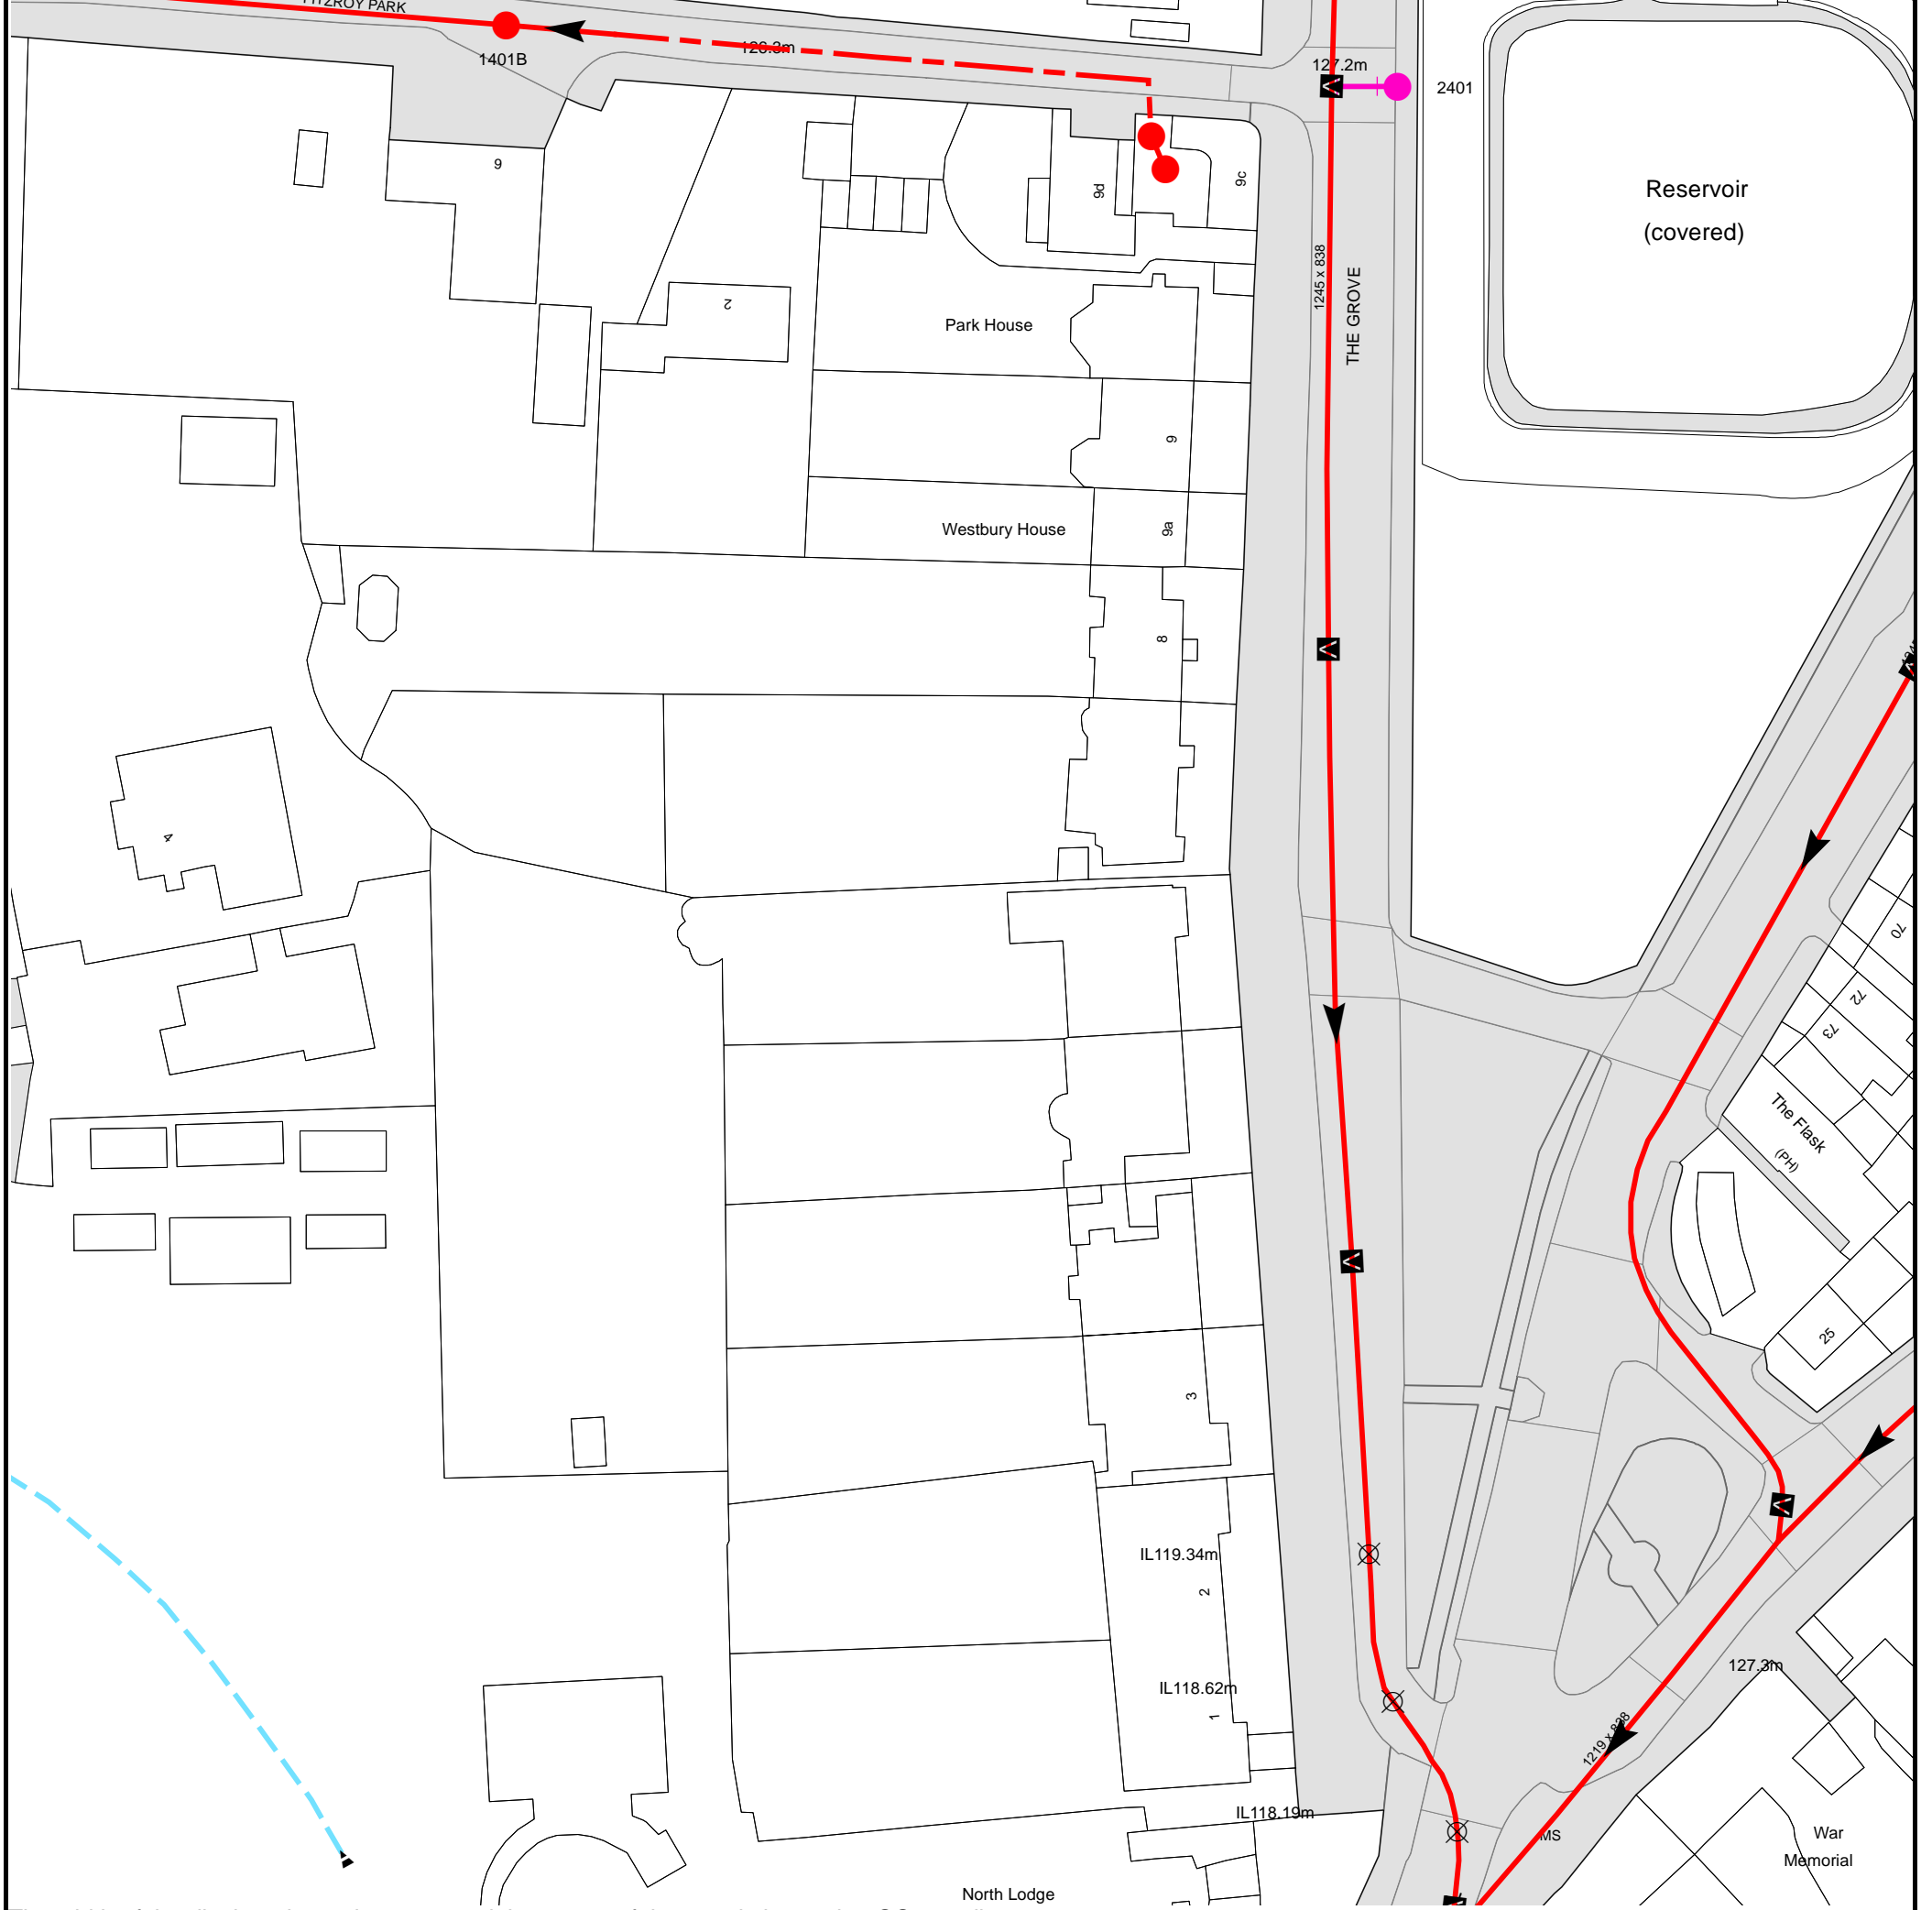 FITZROY PARK
1401B
126.3m
127.2m
2401
9
9d
9c
Reservoir
(covered)
1245 x 838
THE GROVE
2
Park House
9
Westbury House
9a
8
4
70
72
73
The Flask
(PH)
25
3
IL119.34m
2
IL118.62m
1
127.3m
1219 x 838
IL118.19m
MS
War
Memorial
North Lodge